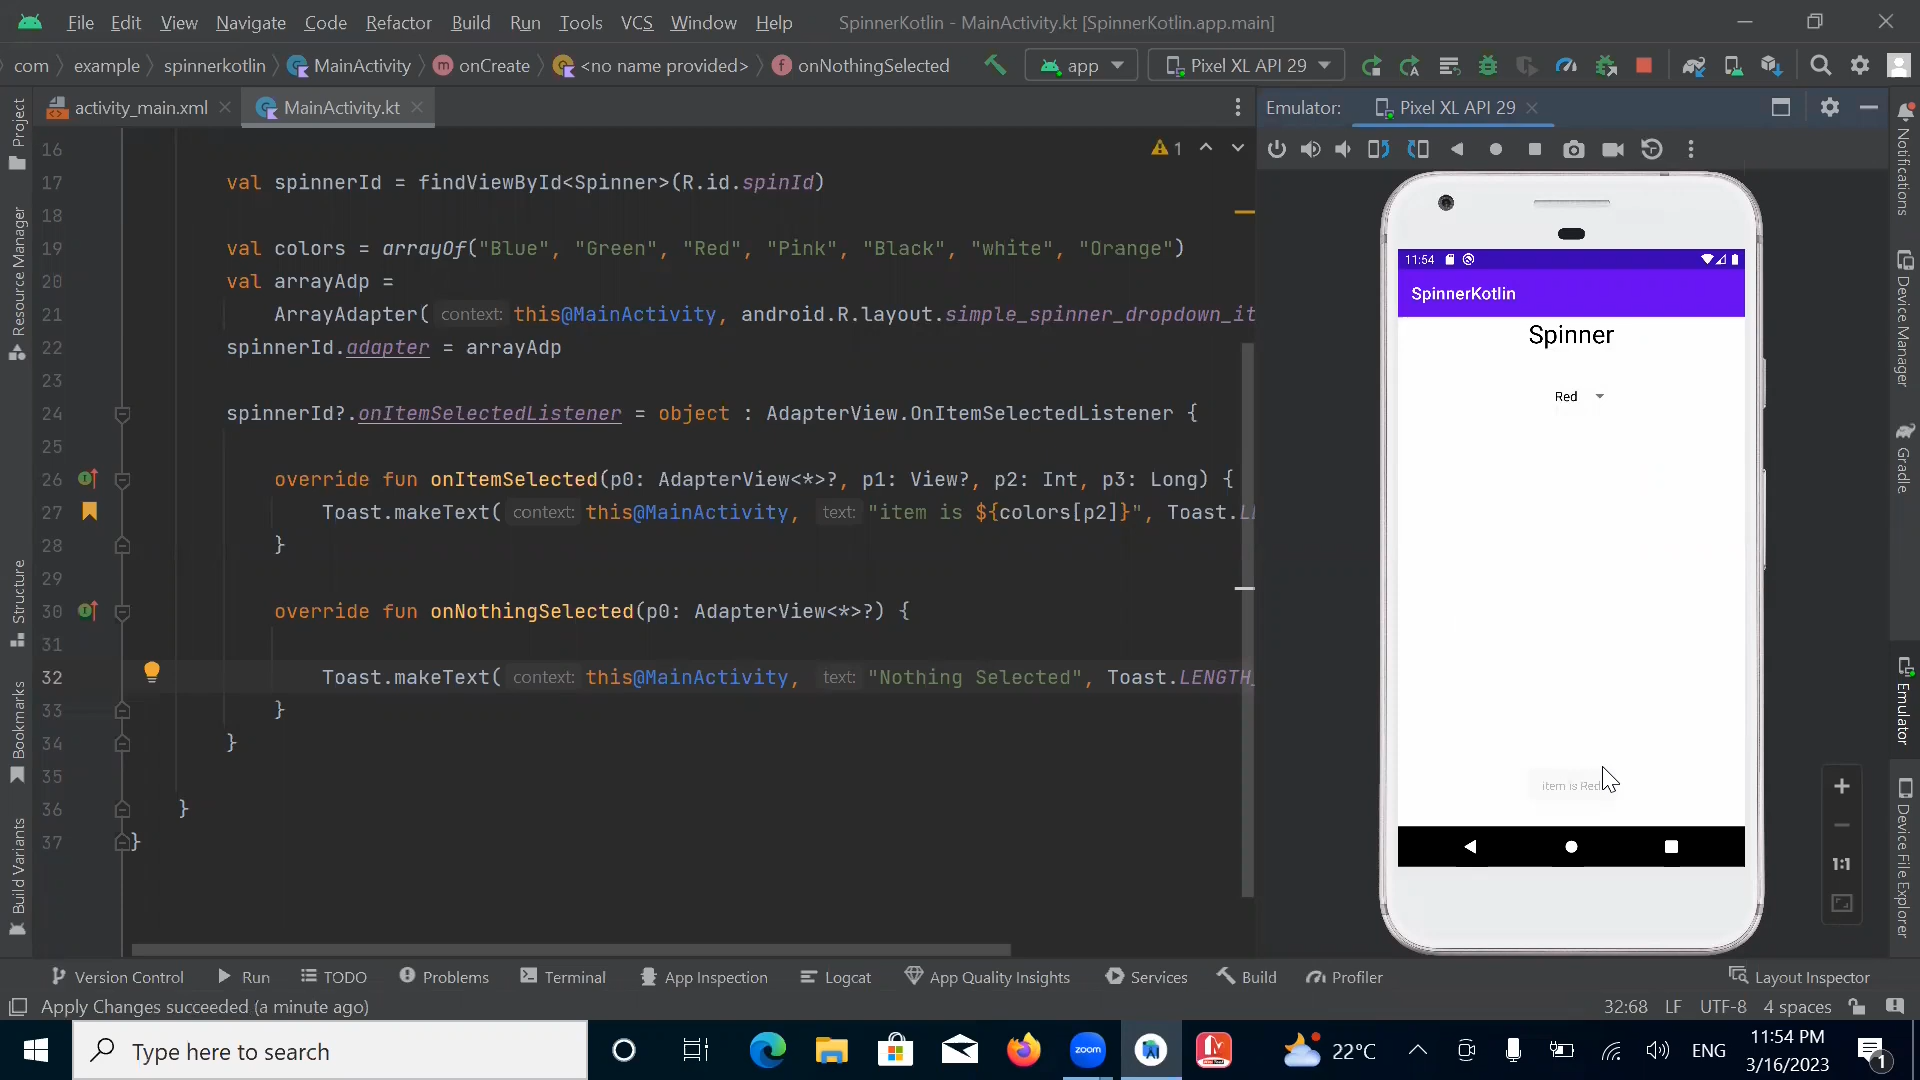 File Edit View Navigate Code Refactor Build Run Tools VCS Window Help SpinnerKotlin - MainActivity.kt [SpinnerKotlin.app.main]
com example spinnerkotlin MainActivity onCreate <no name provided> onNothingSelected app Pixel XL API 29
activity_main.xml MainActivity.kt Emulator: Pixel XL API 29
16
17 val spinnerId = findViewById<Spinner>(R.id.spinId)
18
19 val colors = arrayOf("Blue", "Green", "Red", "Pink", "Black", "white", "Orange")
20 val arrayAdp =
21 ArrayAdapter( context: this@MainActivity, android.R.layout.simple_spinner_dropdown_it
22 spinnerId.adapter = arrayAdp
23
24 spinnerId?.onItemSelectedListener = object : AdapterView.OnItemSelectedListener {
25
26 override fun onItemSelected(p0: AdapterView<*>?, p1: View?, p2: Int, p3: Long) {
27 Toast.makeText( context: this@MainActivity, text: "item is ${colors[p2]}", Toast.LE
28 }
29
30 override fun onNothingSelected(p0: AdapterView<*>?) {
31
32 Toast.makeText( context: this@MainActivity, text: "Nothing Selected", Toast.LENGTH_
33 }
34 }
35
36 }
37 }
1
Project
Resource Manager
Structure
Bookmarks
Build Variants
11:54
SpinnerKotlin
Spinner
Red
item is Red
1:1
Notifications
Device Manager
Gradle
Emulator
Device File Explorer
Version Control Run TODO Problems Terminal App Inspection Logcat App Quality Insights Services Build Profiler Layout Inspector
Apply Changes succeeded (a minute ago) 32:68 LF UTF-8 4 spaces
Type here to search zoom 22°C ENG 11:54 PM
3/16/2023 1